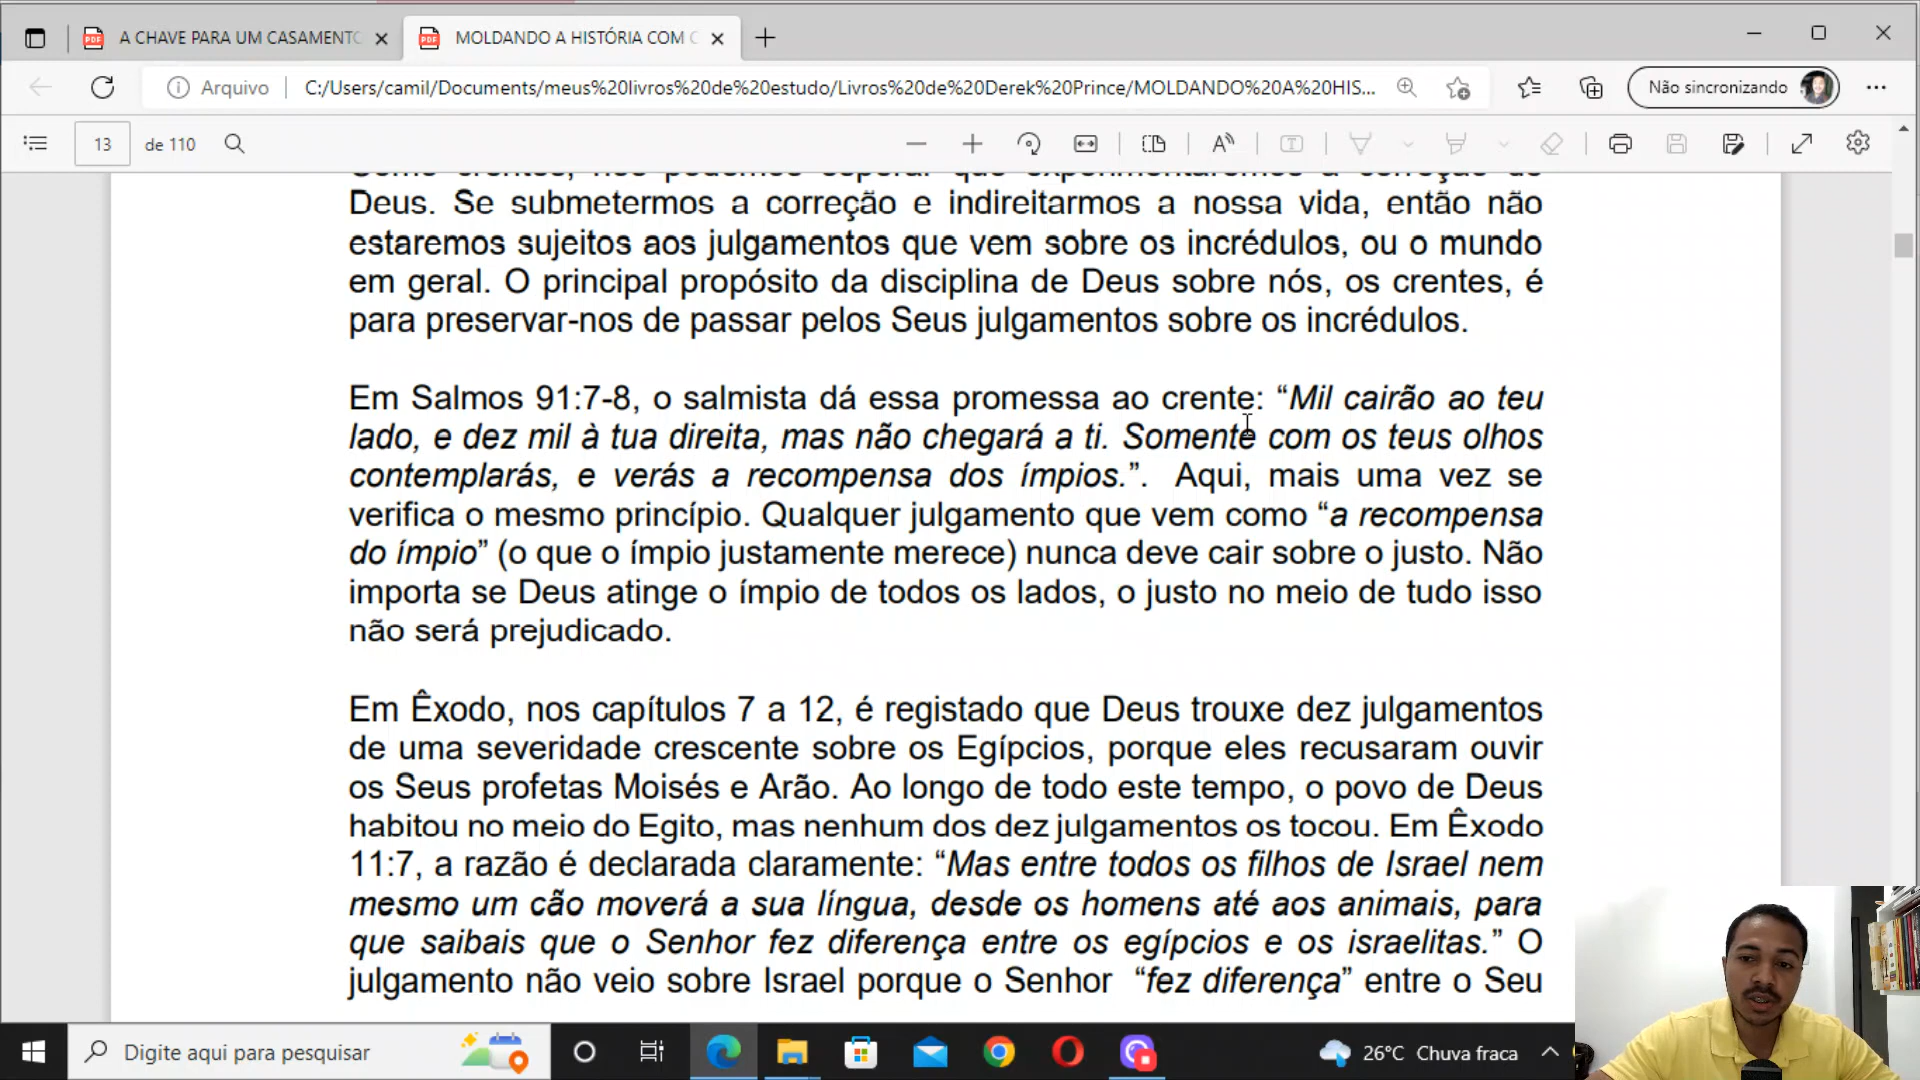 A CHAVE PARA UM CASAMENTO
MOLDANDO A HISTÓRIA COM
Arquivo
C:/Users/camil/Documents/meus%20livros%20de%20estudo/Livros%20de%20Derek%20Prince/MOLDANDO%20A%20HIS...
Não sincronizando
13 de 110
Deus. Se submetermos a correção e indireitarmos a nossa vida, então não
estaremos sujeitos aos julgamentos que vem sobre os incrédulos, ou o mundo
em geral. O principal propósito da disciplina de Deus sobre nós, os crentes, é
para preservar-nos de passar pelos Seus julgamentos sobre os incrédulos.
Em Salmos 91:7-8, o salmista dá essa promessa ao crente: “Mil cairão ao teu
lado, e dez mil à tua direita, mas não chegará a ti. Somente com os teus olhos
contemplarás, e verás a recompensa dos ímpios.”. Aqui, mais uma vez se
verifica o mesmo princípio. Qualquer julgamento que vem como “a recompensa
do ímpio” (o que o ímpio justamente merece) nunca deve cair sobre o justo. Não
importa se Deus atinge o ímpio de todos os lados, o justo no meio de tudo isso
não será prejudicado.
Em Êxodo, nos capítulos 7 a 12, é registado que Deus trouxe dez julgamentos
de uma severidade crescente sobre os Egípcios, porque eles recusaram ouvir
os Seus profetas Moisés e Arão. Ao longo de todo este tempo, o povo de Deus
habitou no meio do Egito, mas nenhum dos dez julgamentos os tocou. Em Êxodo
11:7, a razão é declarada claramente: “Mas entre todos os filhos de Israel nem
mesmo um cão moverá a sua língua, desde os homens até aos animais, para
que saibais que o Senhor fez diferença entre os egípcios e os israelitas.” O
julgamento não veio sobre Israel porque o Senhor “fez diferença” entre o Seu
Digite aqui para pesquisar
26°C Chuva fraca